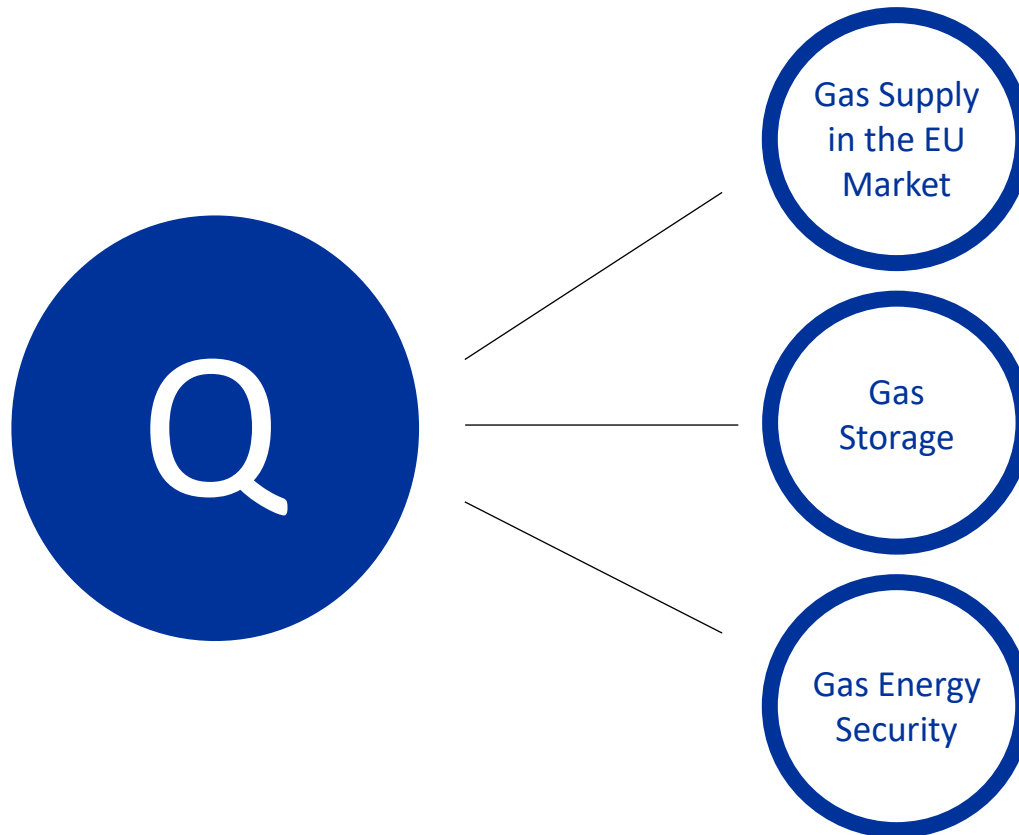 Q
Gas Supply
in the EU
Market
Gas
Storage
Gas Energy
Security